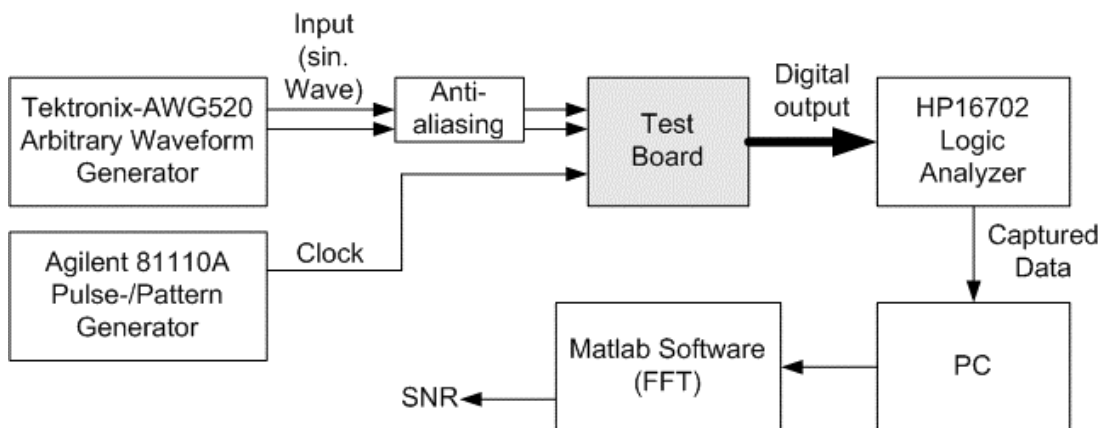 Input
(sin.
Wave)
Tektronix-AWG520
Arbitrary Waveform
Generator
Anti-
aliasing
Test
Board
Digital
output
HP16702
Logic
Analyzer
Agilent 81110A
Pulse-/Pattern
Generator
Clock
Captured
Data
Matlab Software
(FFT)
PC
SNR